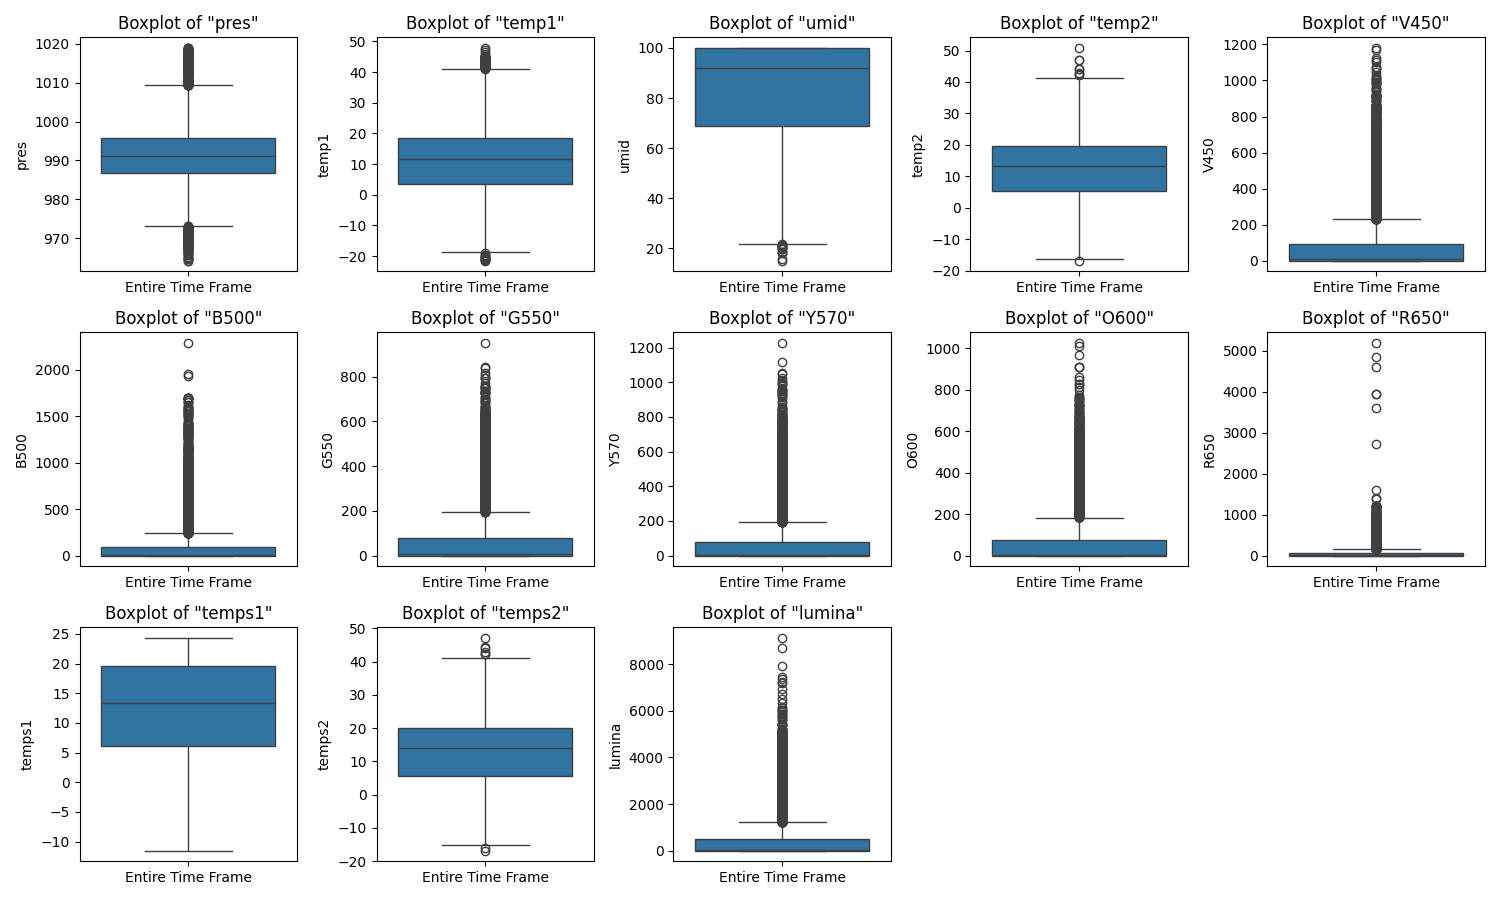 Boxplot of "pres"
1020
1010
1000
990
980
970
pres
Entire Time Frame
Boxplot of "temp1"
50
40
30
20
10
0
−10
−20
temp1
Entire Time Frame
Boxplot of "umid"
100
80
60
40
20
umid
Entire Time Frame
Boxplot of "temp2"
50
40
30
20
10
0
−10
−20
temp2
Entire Time Frame
Boxplot of "V450"
1200
1000
800
600
400
200
0
V450
Entire Time Frame
Boxplot of "B500"
2000
1500
1000
500
0
B500
Entire Time Frame
Boxplot of "G550"
800
600
400
200
0
G550
Entire Time Frame
Boxplot of "Y570"
1200
1000
800
600
400
200
0
Y570
Entire Time Frame
Boxplot of "O600"
1000
800
600
400
200
0
O600
Entire Time Frame
Boxplot of "R650"
5000
4000
3000
2000
1000
0
R650
Entire Time Frame
Boxplot of "temps1"
25
20
15
10
5
0
−5
−10
temps1
Entire Time Frame
Boxplot of "temps2"
50
40
30
20
10
0
−10
−20
temps2
Entire Time Frame
Boxplot of "lumina"
8000
6000
4000
2000
0
lumina
Entire Time Frame